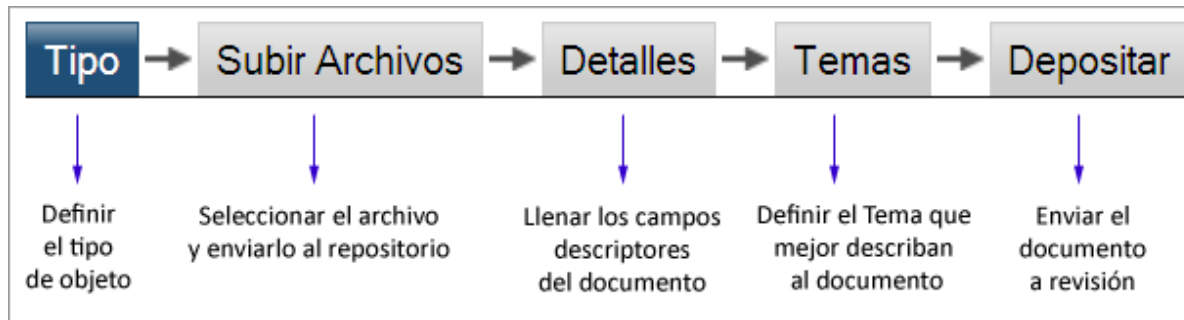 Tipo
Subir Archivos
Detalles
Temas
Depositar
Definir
el tipo
de objeto
Seleccionar el archivo
y enviarlo al repositorio
Llenar los campos
descriptores
del documento
Definir el Tema que
mejor describan
al documento
Enviar el
documento
a revisión